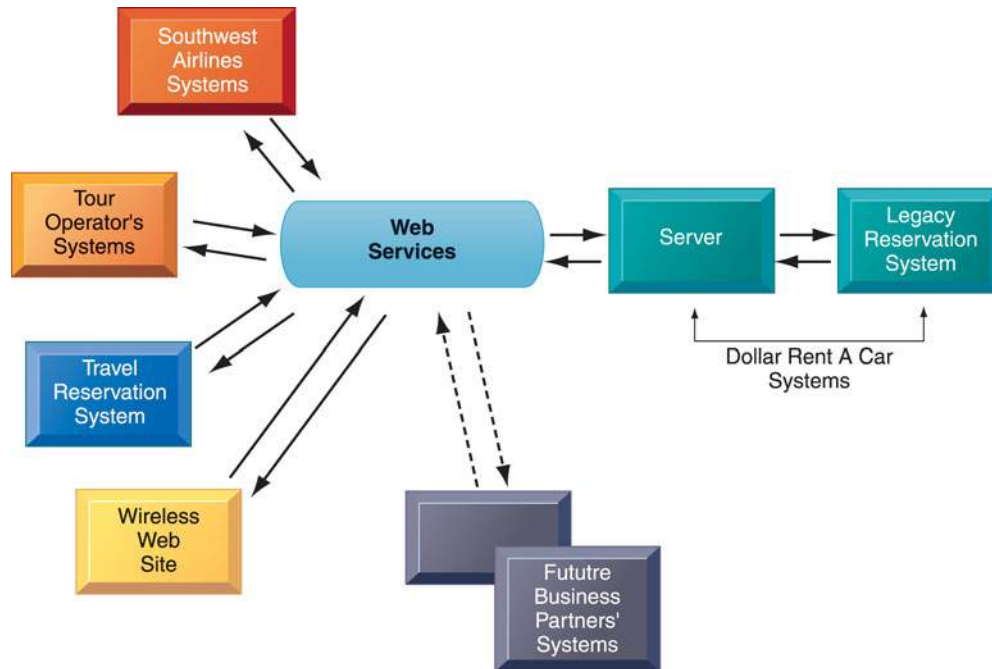 Southwest
Airlines
Systems
Tour
Operator's
Systems
Web
Services
Server
Legacy
Reservation
System
Dollar Rent A Car
Systems
Travel
Reservation
System
Wireless
Web
Site
Fututre
Business
Partners'
Systems